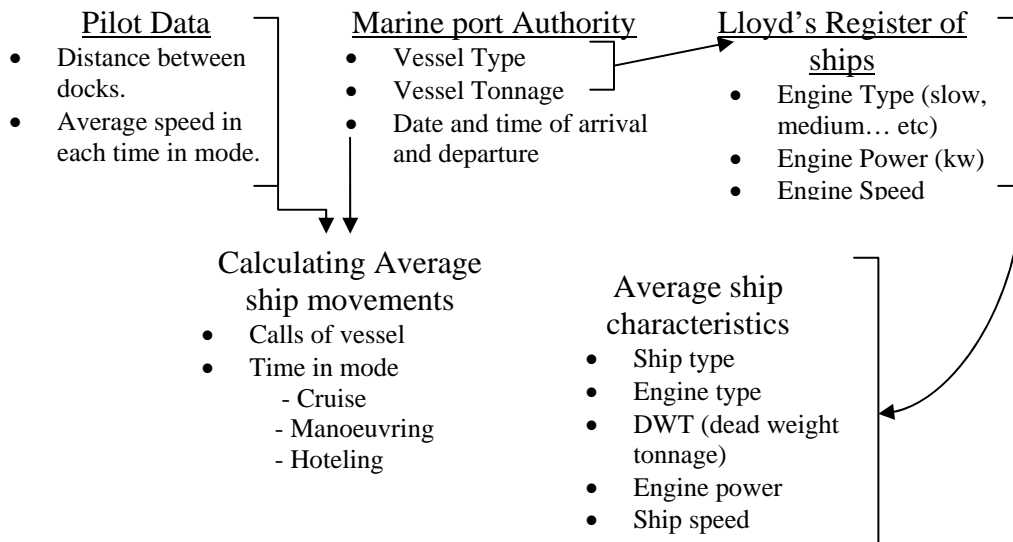 Pilot Data
• Distance between
docks.
• Average speed in
each time in mode.
Marine port Authority
• Vessel Type
• Vessel Tonnage
• Date and time of arrival
and departure
Lloyd’s Register of
ships
• Engine Type (slow,
medium… etc)
• Engine Power (kw)
• Engine Speed
Calculating Average
ship movements
• Calls of vessel
• Time in mode
- Cruise
- Manoeuvring
- Hoteling
Average ship
characteristics
• Ship type
• Engine type
• DWT (dead weight
tonnage)
• Engine power
• Ship speed